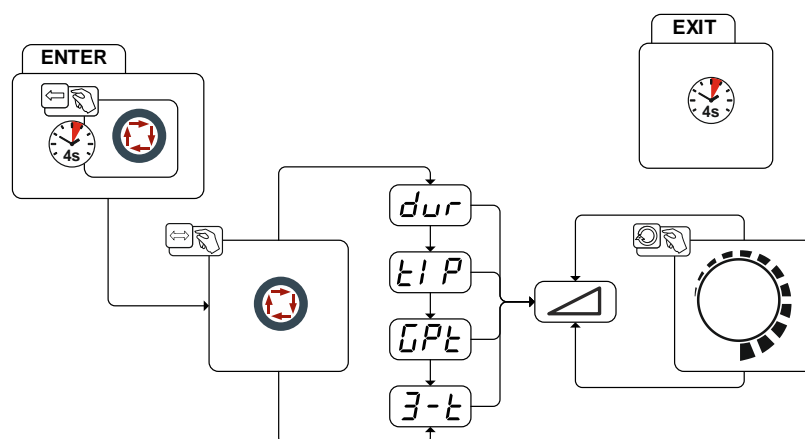 ENTER
4s
EXIT
4s
dur
tIP
GPt
3-t